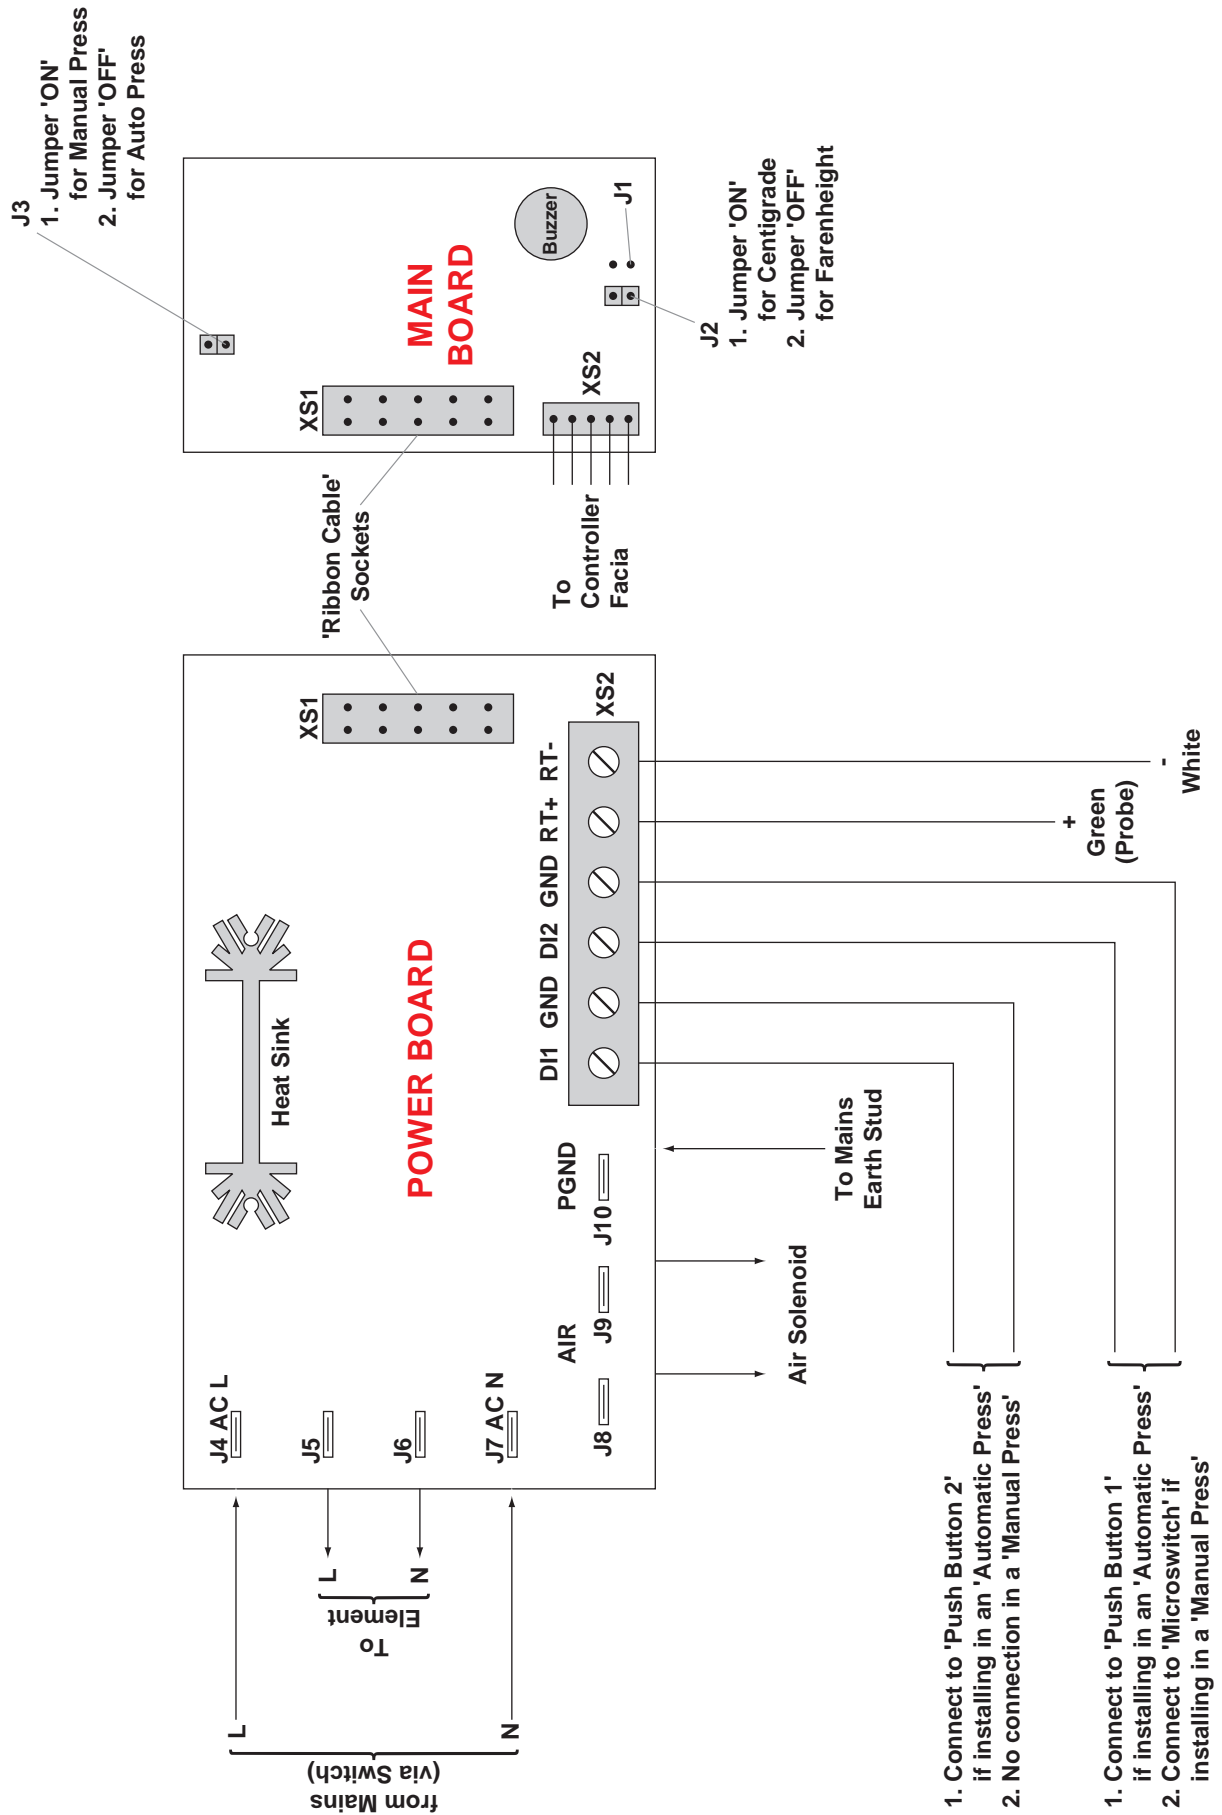 J3
1. Jumper 'ON'
for Manual Press
2. Jumper 'OFF'
for Auto Press
MAIN
BOARD
Buzzer
J1
J2
1. Jumper 'ON'
for Centigrade
2. Jumper 'OFF'
for Farenheight
XS1
XS2
To
Controller
Facia
'Ribbon Cable'
Sockets
XS1
XS2
POWER BOARD
Heat Sink
DI1
GND
DI2
GND
RT+
RT-
J4 AC L
J5
J6
J7 AC N
J8
AIR
J9
J10
PGND
from Mains
(via Switch)
L
N
To
Element
L
N
Air Solenoid
To Mains
Earth Stud
+
Green
(Probe)
-
White
1. Connect to 'Push Button 2'
if installing in an 'Automatic Press'
2. No connection in a 'Manual Press'
1. Connect to 'Push Button 1'
if installing in an 'Automatic Press'
2. Connect to 'Microswitch' if
installing in a 'Manual Press'